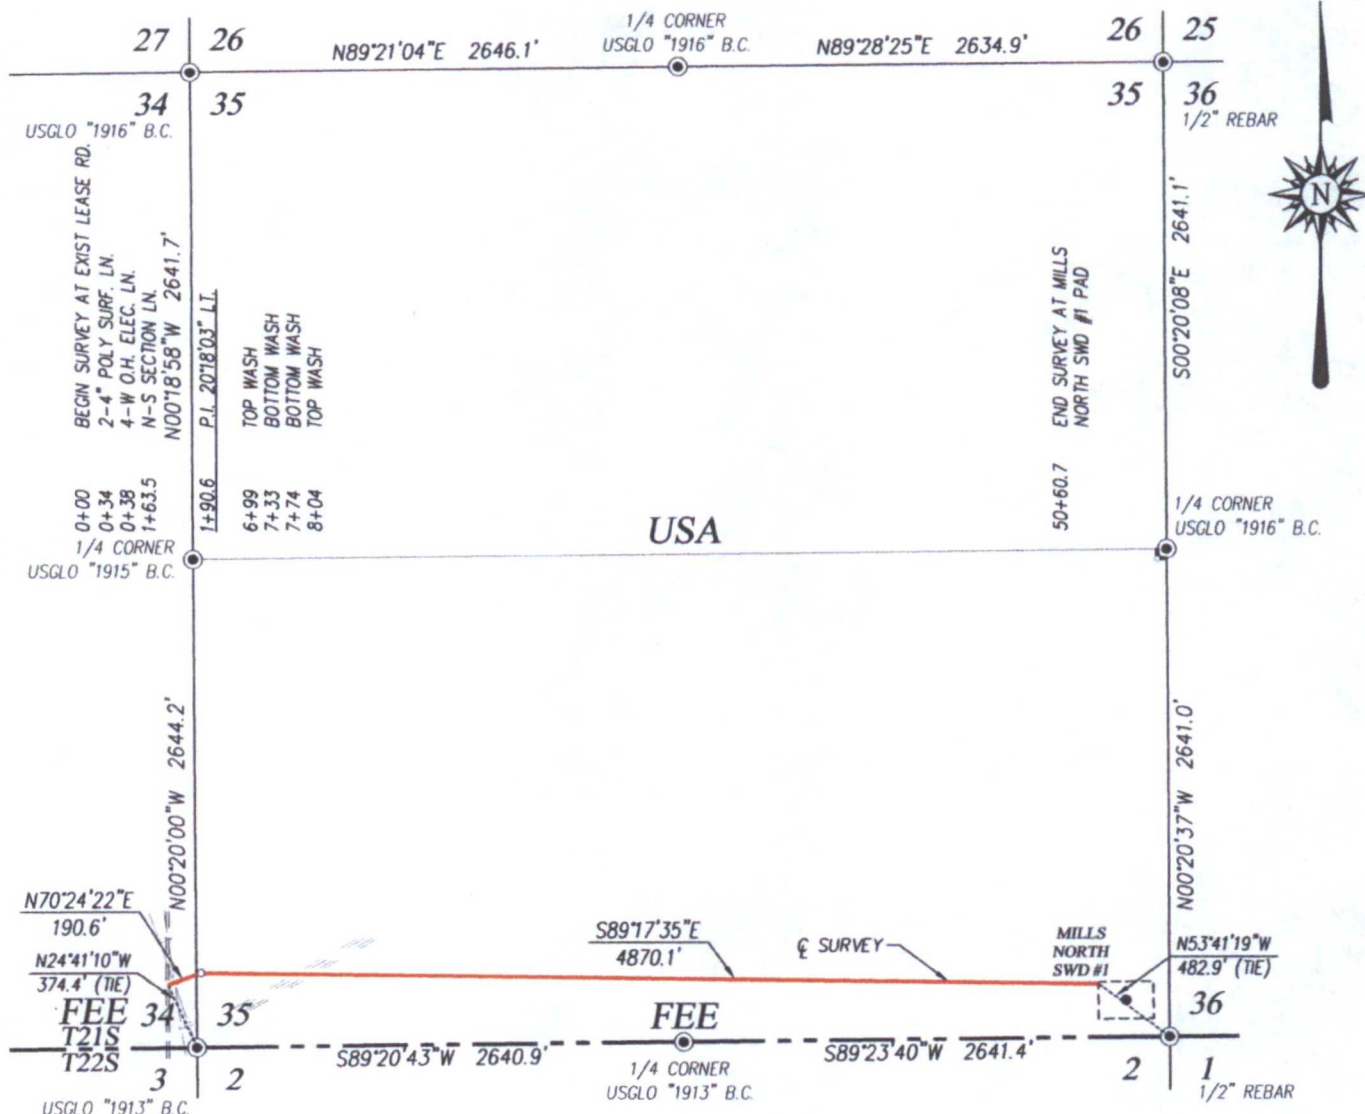 27 26
N89°21'04"E 2646.1'
1/4 CORNER
USGLO "1916" B.C.
N89°28'25"E 2634.9'
26 25
34 35
USGLO "1916" B.C.
35 36
1/2" REBAR
N
0+00 BEGIN SURVEY AT EXIST LEASE RD.
0+34 2-4" POLY SURF. LN.
0+38 4-W O.H. ELEC. LN.
1+63.5 N-S SECTION LN.
N00°18'58"W 2641.7'
1+90.6 P.I. 20°18'03" LT.
6+99 TOP WASH
7+33 BOTTOM WASH
7+74 BOTTOM WASH
8+04 TOP WASH
50+60.7 END SURVEY AT MILLS
NORTH SWD #1 PAD
S00°20'08"E 2641.1'
1/4 CORNER
USGLO "1915" B.C.
USA
1/4 CORNER
USGLO "1916" B.C.
N00°20'00"W 2644.2'
N00°20'37"W 2641.0'
N70°24'22"E
190.6'
N24°41'10"W
374.4' (TIE)
S89°17'35"E
4870.1'
℄ SURVEY
MILLS
NORTH
SWD #1
N53°41'19"W
482.9' (TIE)
FEE 34 35
FEE
36
T21S
T22S
S89°20'43"W 2640.9'
S89°23'40"W 2641.4'
3 2
1/4 CORNER
USGLO "1913" B.C.
2 1
1/2" REBAR
USGLO "1913" B.C.